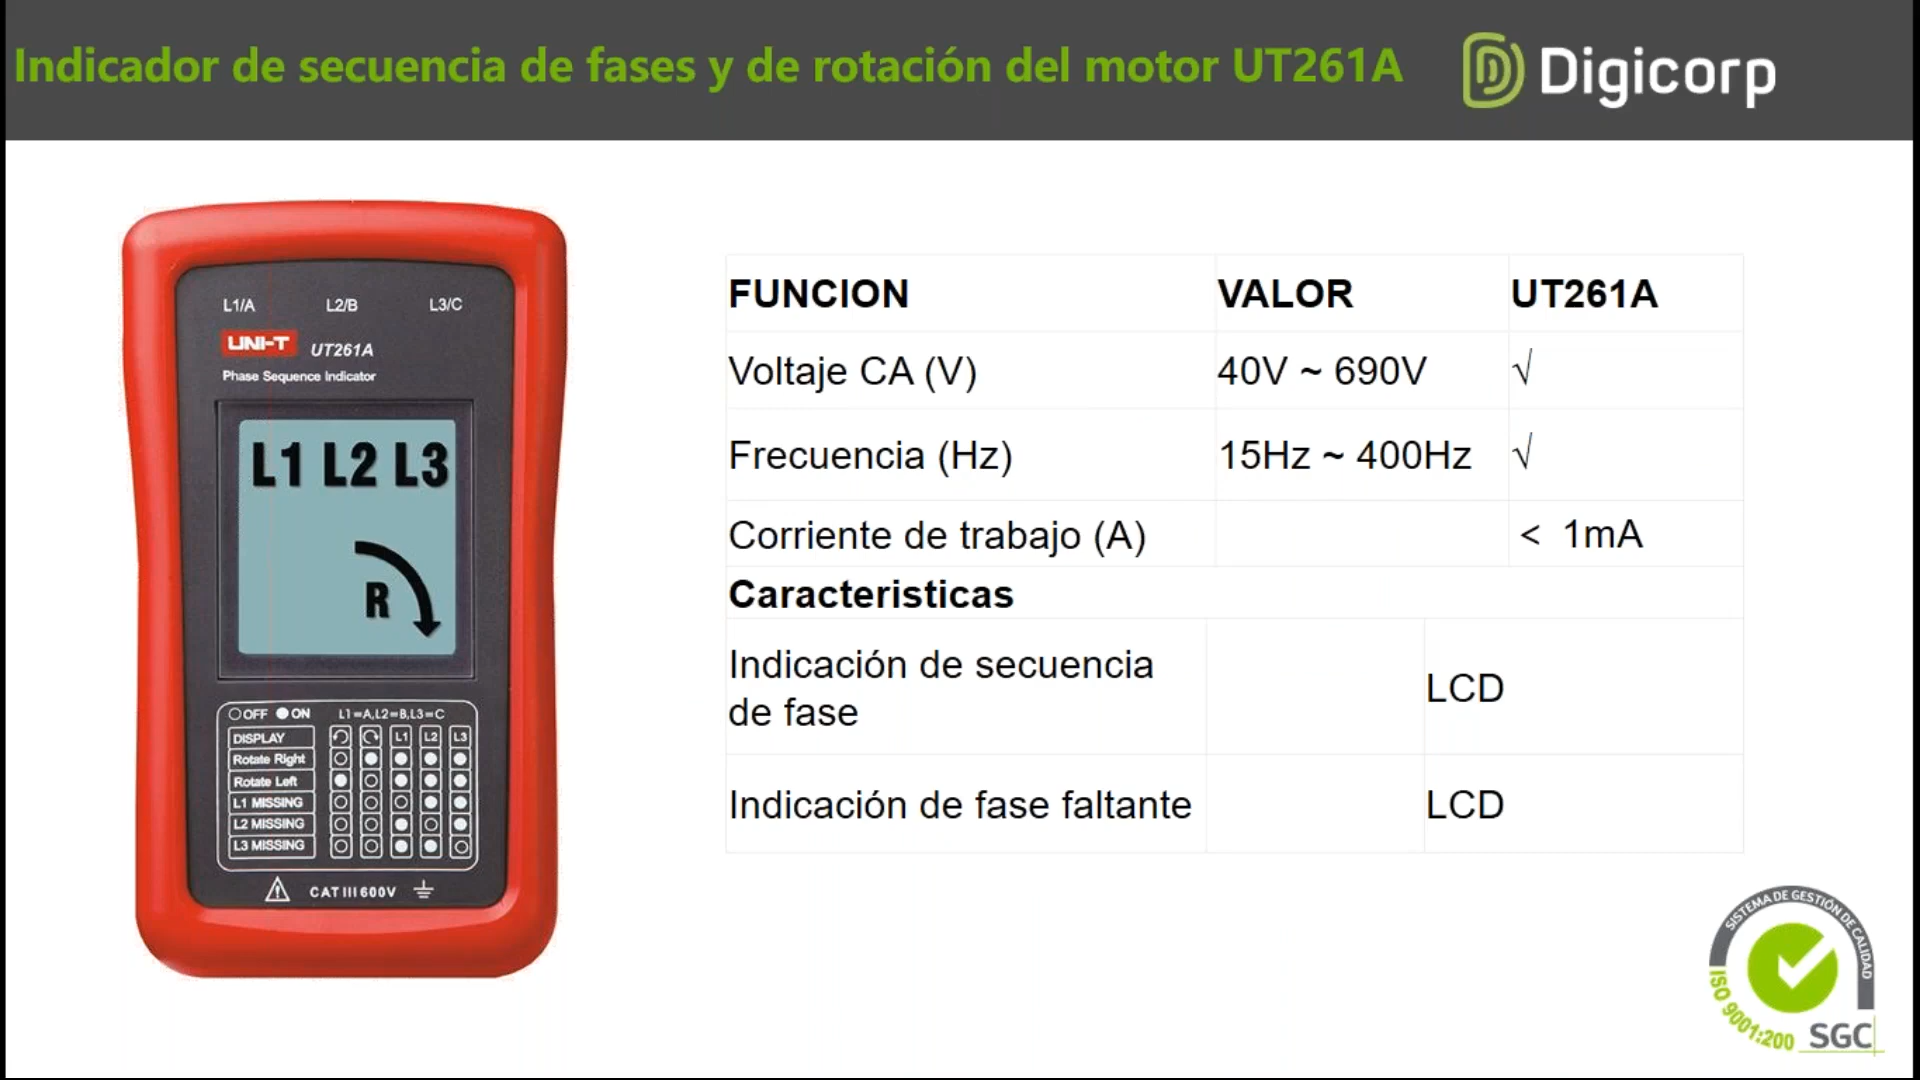 Indicador de secuencia de fases y de rotación del motor UT261A
Digicorp
L1/A L2/B L3/C
UNI-T UT261A
Phase Sequence Indicator
L1 L2 L3
R
OFF ON L1=A,L2=B,L3=C
DISPLAY L1 L2 L3
Rotate Right
Rotate Left
L1 MISSING
L2 MISSING
L3 MISSING
CAT III 600V
FUNCION VALOR UT261A
Voltaje CA (V) 40V ~ 690V √
Frecuencia (Hz) 15Hz ~ 400Hz √
Corriente de trabajo (A) < 1mA
Caracteristicas
Indicación de secuencia
de fase LCD
Indicación de fase faltante LCD
SISTEMA DE GESTIÓN DE CALIDAD
ISO 9001:200
SGC